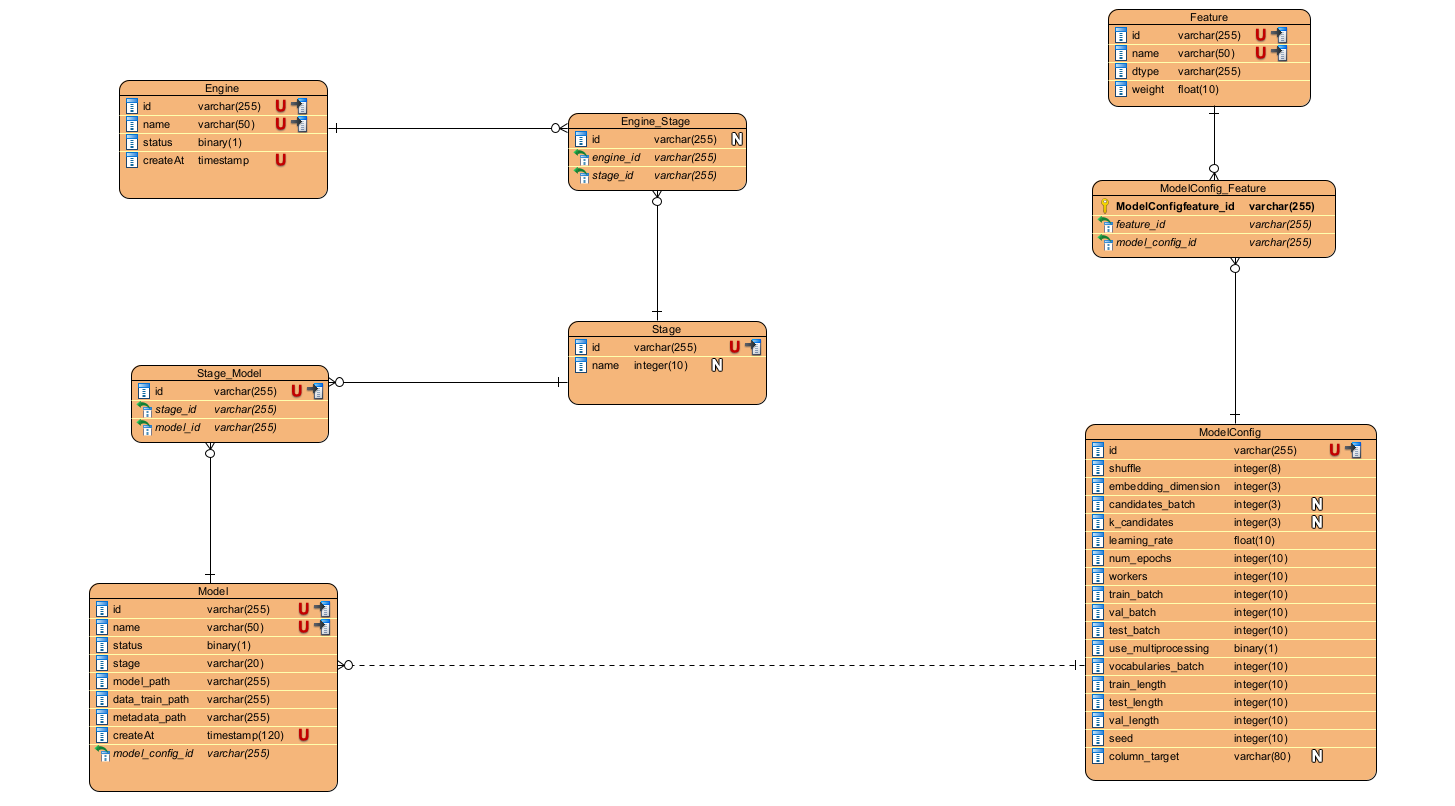 Feature
id varchar(255) U
name varchar(50) U
dtype varchar(255)
weight float(10)
Engine
id varchar(255) U
name varchar(50) U
status binary(1)
createAt timestamp U
Engine_Stage
id varchar(255) N
engine_id varchar(255)
stage_id varchar(255)
ModelConfig_Feature
ModelConfigfeature_id varchar(255)
feature_id varchar(255)
model_config_id varchar(255)
Stage
id varchar(255) U
name integer(10) N
Stage_Model
id varchar(255) U
stage_id varchar(255)
model_id varchar(255)
ModelConfig
id varchar(255) U
shuffle integer(8)
embedding_dimension integer(3)
candidates_batch integer(3) N
k_candidates integer(3) N
learning_rate float(10)
num_epochs integer(10)
workers integer(10)
train_batch integer(10)
val_batch integer(10)
test_batch integer(10)
use_multiprocessing binary(1)
vocabularies_batch integer(10)
train_length integer(10)
test_length integer(10)
val_length integer(10)
seed integer(10)
column_target varchar(80) N
Model
id varchar(255) U
name varchar(50) U
status binary(1)
stage varchar(20)
model_path varchar(255)
data_train_path varchar(255)
metadata_path varchar(255)
createAt timestamp(120) U
model_config_id varchar(255)